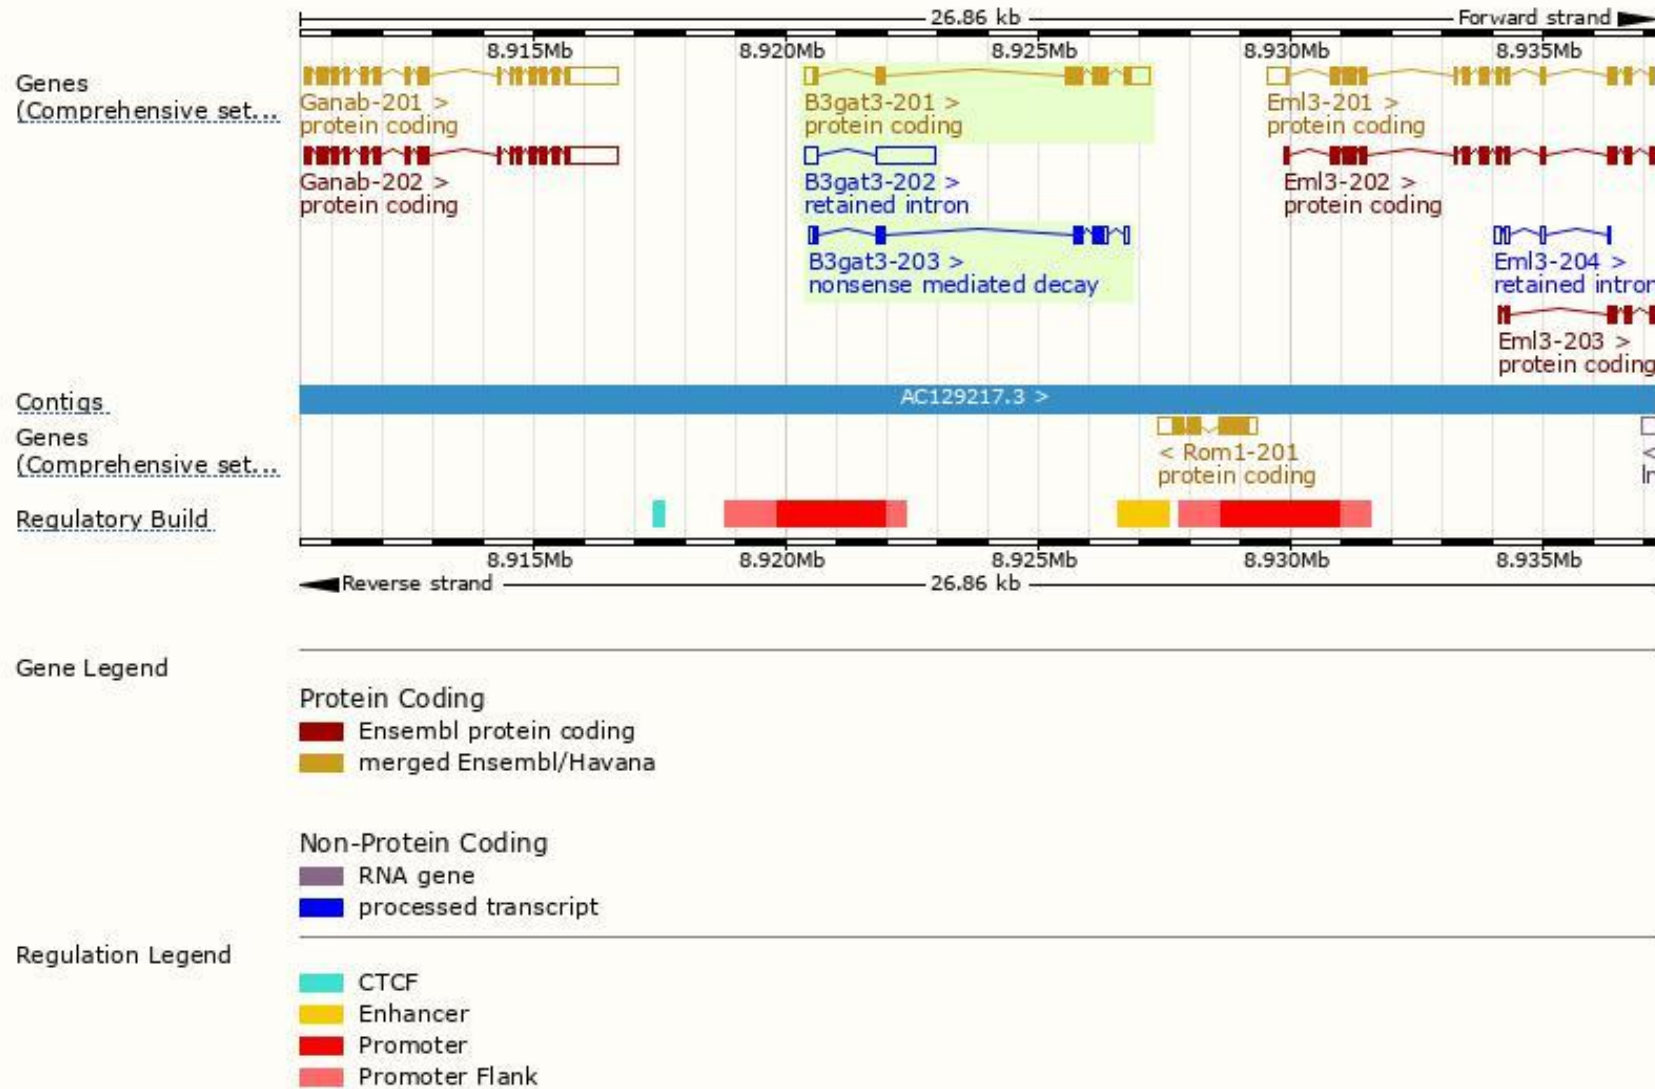 26.86 kb Forward strand
8.915Mb 8.920Mb 8.925Mb 8.930Mb 8.935Mb
Genes
(Comprehensive set...
Ganab-201 > B3gat3-201 > Eml3-201 >
protein coding protein coding protein coding
Ganab-202 > B3gat3-202 > Eml3-202 >
protein coding retained intron protein coding
B3gat3-203 > Eml3-204 >
nonsense mediated decay retained intron
Eml3-203 >
protein coding
Contigs AC129217.3 >
Genes
(Comprehensive set...
< Rom1-201 <
protein coding
Regulatory Build
8.915Mb 8.920Mb 8.925Mb 8.930Mb 8.935Mb
Reverse strand 26.86 kb
Gene Legend
Protein Coding
Ensembl protein coding
merged Ensembl/Havana
Non-Protein Coding
RNA gene
processed transcript
Regulation Legend
CTCF
Enhancer
Promoter
Promoter Flank